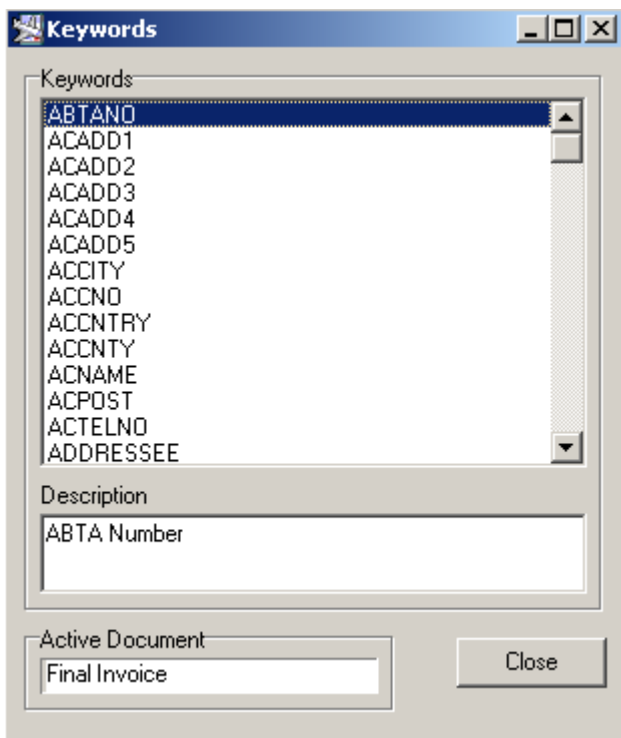 Keywords
Keywords
ABTANO
ACADD1
ACADD2
ACADD3
ACADD4
ACADD5
ACCITY
ACCNO
ACCNTRY
ACCNTY
ACNAME
ACPOST
ACTELNO
ADDRESSEE
Description
ABTA Number
Active Document
Final Invoice
Close